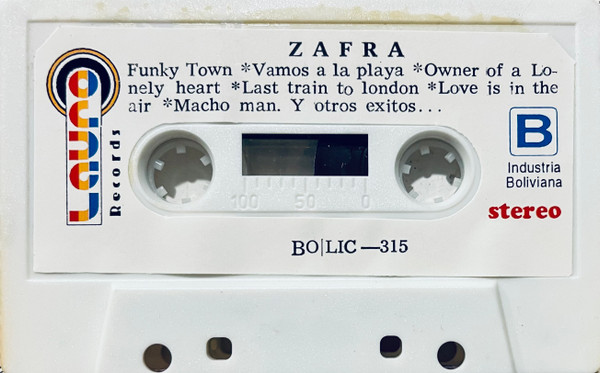 ZAFRA
Funky Town *Vamos a la playa *Owner of a Lo-
nely heart *Last train to london *Love is in the
air *Macho man. Y otros exitos...
Lauro
Records
B
Industria
Boliviana
stereo
100 50 0
BO|LIC —315